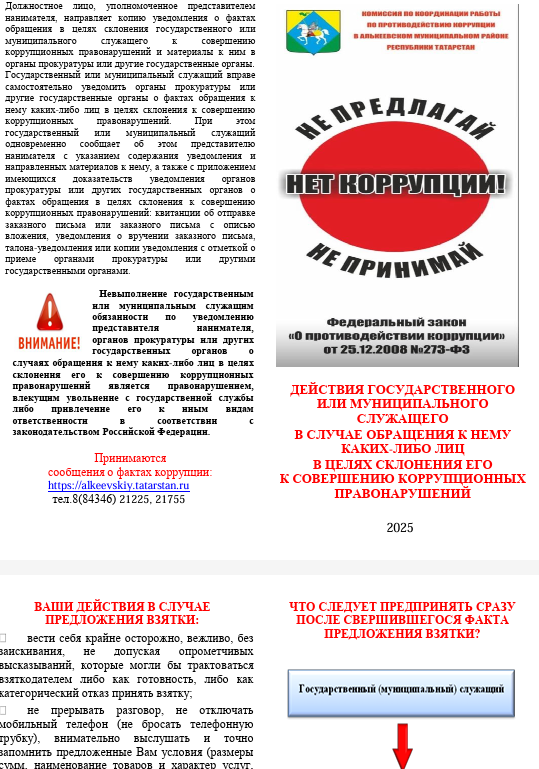 Должностное лицо, уполномоченное представителем
нанимателя, направляет копию уведомления о фактах
обращения в целях склонения государственного или
муниципального служащего к совершению
коррупционных правонарушений и материалы к ним в
органы прокуратуры или другие государственные органы.
Государственный или муниципальный служащий вправе
самостоятельно уведомить органы прокуратуры или
другие государственные органы о фактах обращения к
нему каких-либо лиц в целях склонения к совершению
коррупционных правонарушений. При этом
государственный или муниципальный служащий
одновременно сообщает об этом представителю
нанимателя с указанием содержания уведомления и
направленных материалов к нему, а также с приложением
имеющихся доказательств уведомления органов
прокуратуры или других государственных органов о
фактах обращения в целях склонения к совершению
коррупционных правонарушений: квитанции об отправке
заказного письма или заказного письма с описью
вложения, уведомления о вручении заказного письма,
талона-уведомления или копии уведомления с отметкой о
приеме органами прокуратуры или другими
государственными органами.
ВНИМАНИЕ!
Невыполнение государственным
или муниципальным служащим
обязанности по уведомлению
представителя нанимателя,
органов прокуратуры или других
государственных органов о
случаях обращения к нему каких-либо лиц в целях
склонения его к совершению коррупционных
правонарушений является правонарушением,
влекущим увольнение с государственной службы
либо привлечение его к иным видам
ответственности в соответствии с
законодательством Российской Федерации.
Принимаются
сообщения о фактах коррупции:
https://alkeevskiy.tatarstan.ru
тел.8(84346) 21225, 21755
КОМИССИЯ ПО КООРДИНАЦИИ РАБОТЫ
ПО ПРОТИВОДЕЙСТВИЮ КОРРУПЦИИ
В АЛЬКЕЕВСКОМ МУНИЦИПАЛЬНОМ РАЙОНЕ
РЕСПУБЛИКИ ТАТАРСТАН
НЕ ПРЕДЛАГАЙ
НЕТ КОРРУПЦИИ!
НЕ ПРИНИМАЙ
Федеральный закон
«О противодействии коррупции»
от 25.12.2008 №273-ФЗ
ДЕЙСТВИЯ ГОСУДАРСТВЕННОГО
ИЛИ МУНИЦИПАЛЬНОГО
СЛУЖАЩЕГО
В СЛУЧАЕ ОБРАЩЕНИЯ К НЕМУ
КАКИХ-ЛИБО ЛИЦ
В ЦЕЛЯХ СКЛОНЕНИЯ ЕГО
К СОВЕРШЕНИЮ КОРРУПЦИОННЫХ
ПРАВОНАРУШЕНИЙ
2025
ВАШИ ДЕЙСТВИЯ В СЛУЧАЕ
ПРЕДЛОЖЕНИЯ ВЗЯТКИ:
вести себя крайне осторожно, вежливо, без
заискивания, не допуская опрометчивых
высказываний, которые могли бы трактоваться
взяткодателем либо как готовность, либо как
категорический отказ принять взятку;
не прерывать разговор, не отключать
мобильный телефон (не бросать телефонную
трубку), внимательно выслушать и точно
запомнить предложенные Вам условия (размеры
сумм, наименование товаров и характер услуг,
ЧТО СЛЕДУЕТ ПРЕДПРИНЯТЬ СРАЗУ
ПОСЛЕ СВЕРШИВШЕГОСЯ ФАКТА
ПРЕДЛОЖЕНИЯ ВЗЯТКИ?
Государственный (муниципальный) служащий